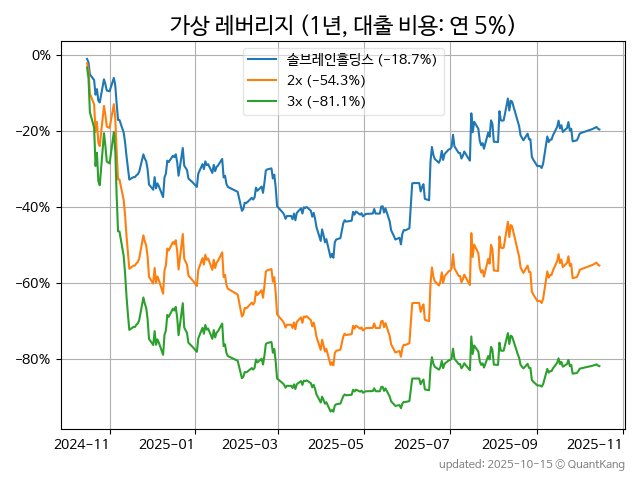 가상 레버리지 (1년, 대출 비용: 연 5%)
솔브레인홀딩스 (−18.7%)
2x (−54.3%)
3x (−81.1%)
0%
−20%
−40%
−60%
−80%
2024−11 2025−01 2025−03 2025−05 2025−07 2025−09 2025−11
updated: 2025-10-15 © QuantKang